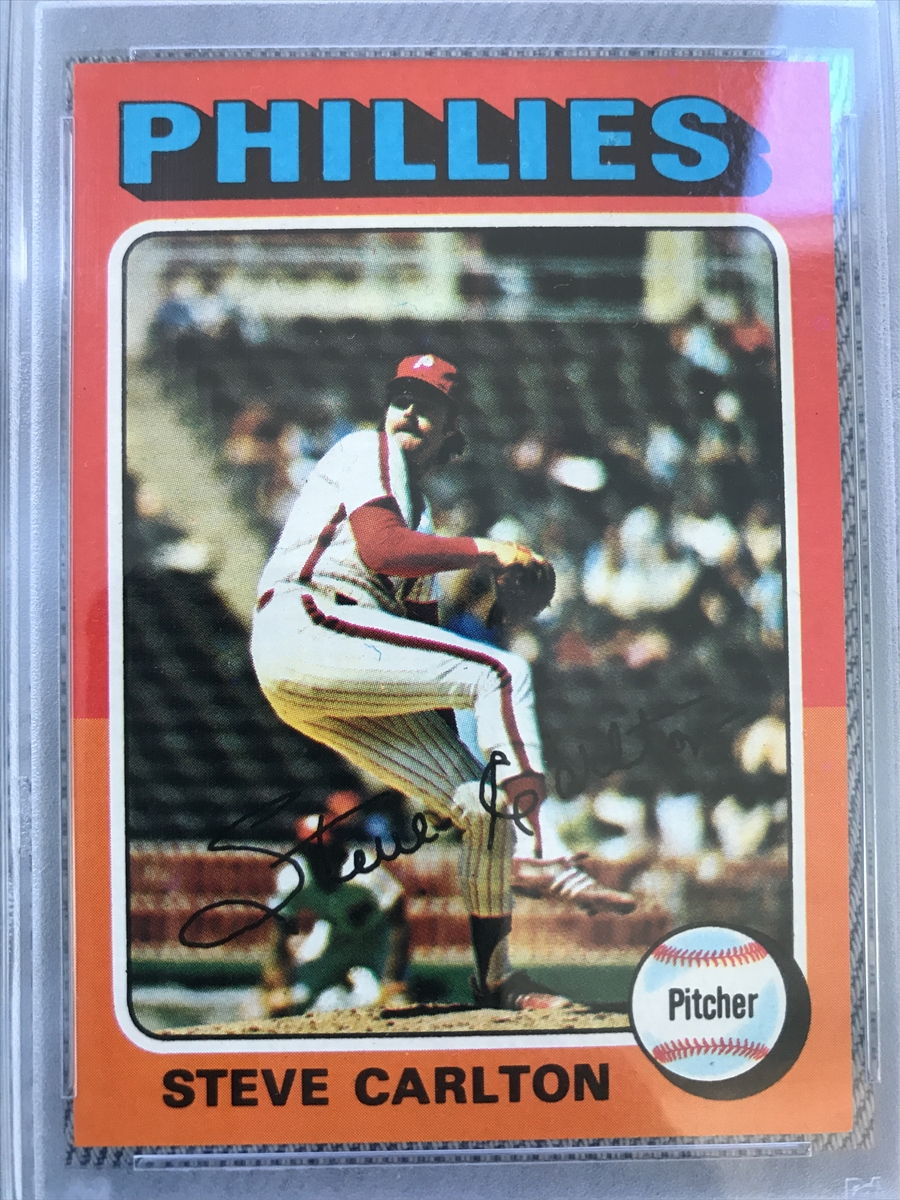 PHILLIES
P
Steve Carlton
Pitcher
STEVE CARLTON